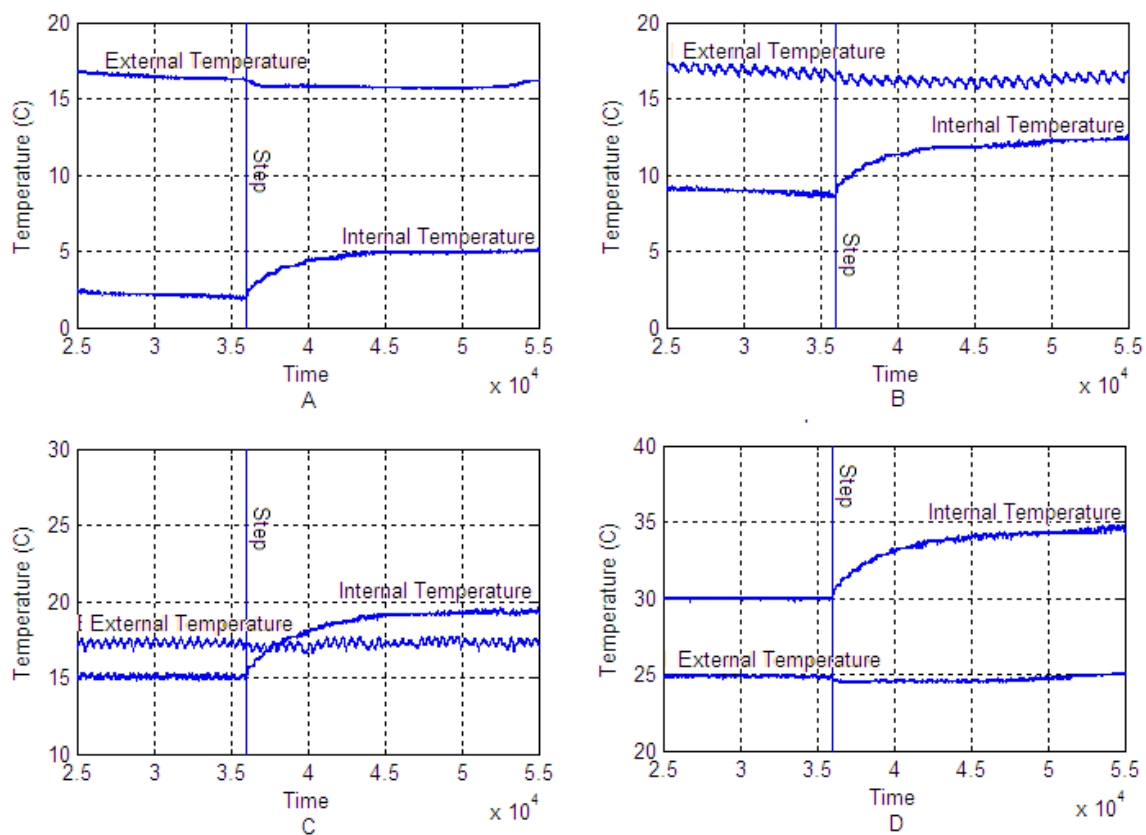 20
15
10
5
0
Temperature (C)
External Temperature
Step
Internal Temperature
2.5 3 3.5 4 4.5 5 5.5
Time
x 10^4
A
20
15
10
5
0
Temperature (C)
External Temperature
Internal Temperature
Step
2.5 3 3.5 4 4.5 5 5.5
Time
x 10^4
B
30
25
20
15
10
Temperature (C)
Step
Internal Temperature
External Temperature
2.5 3 3.5 4 4.5 5 5.5
Time
x 10^4
C
40
35
30
25
20
Temperature (C)
Step
Internal Temperature
External Temperature
2.5 3 3.5 4 4.5 5 5.5
Time
x 10^4
D